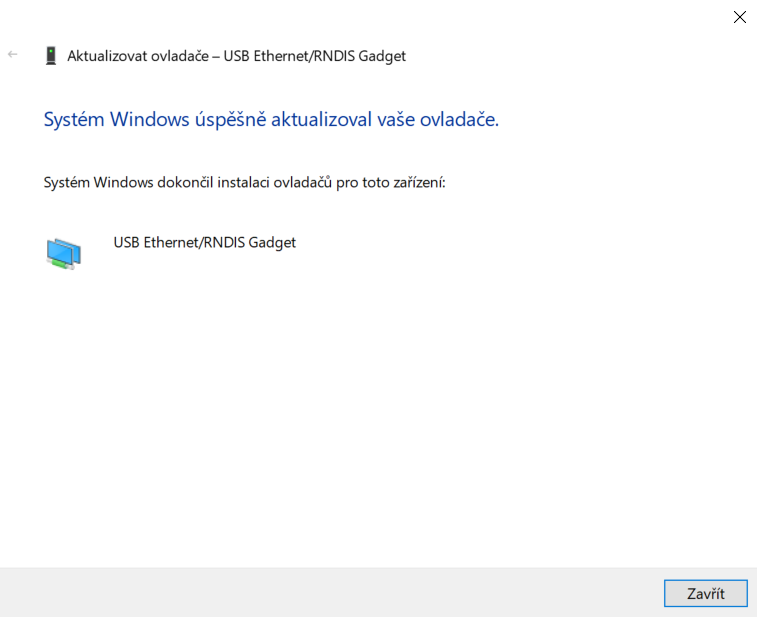 Aktualizovat ovladače – USB Ethernet/RNDIS Gadget
Systém Windows úspěšně aktualizoval vaše ovladače.
Systém Windows dokončil instalaci ovladačů pro toto zařízení:
USB Ethernet/RNDIS Gadget
Zavřít